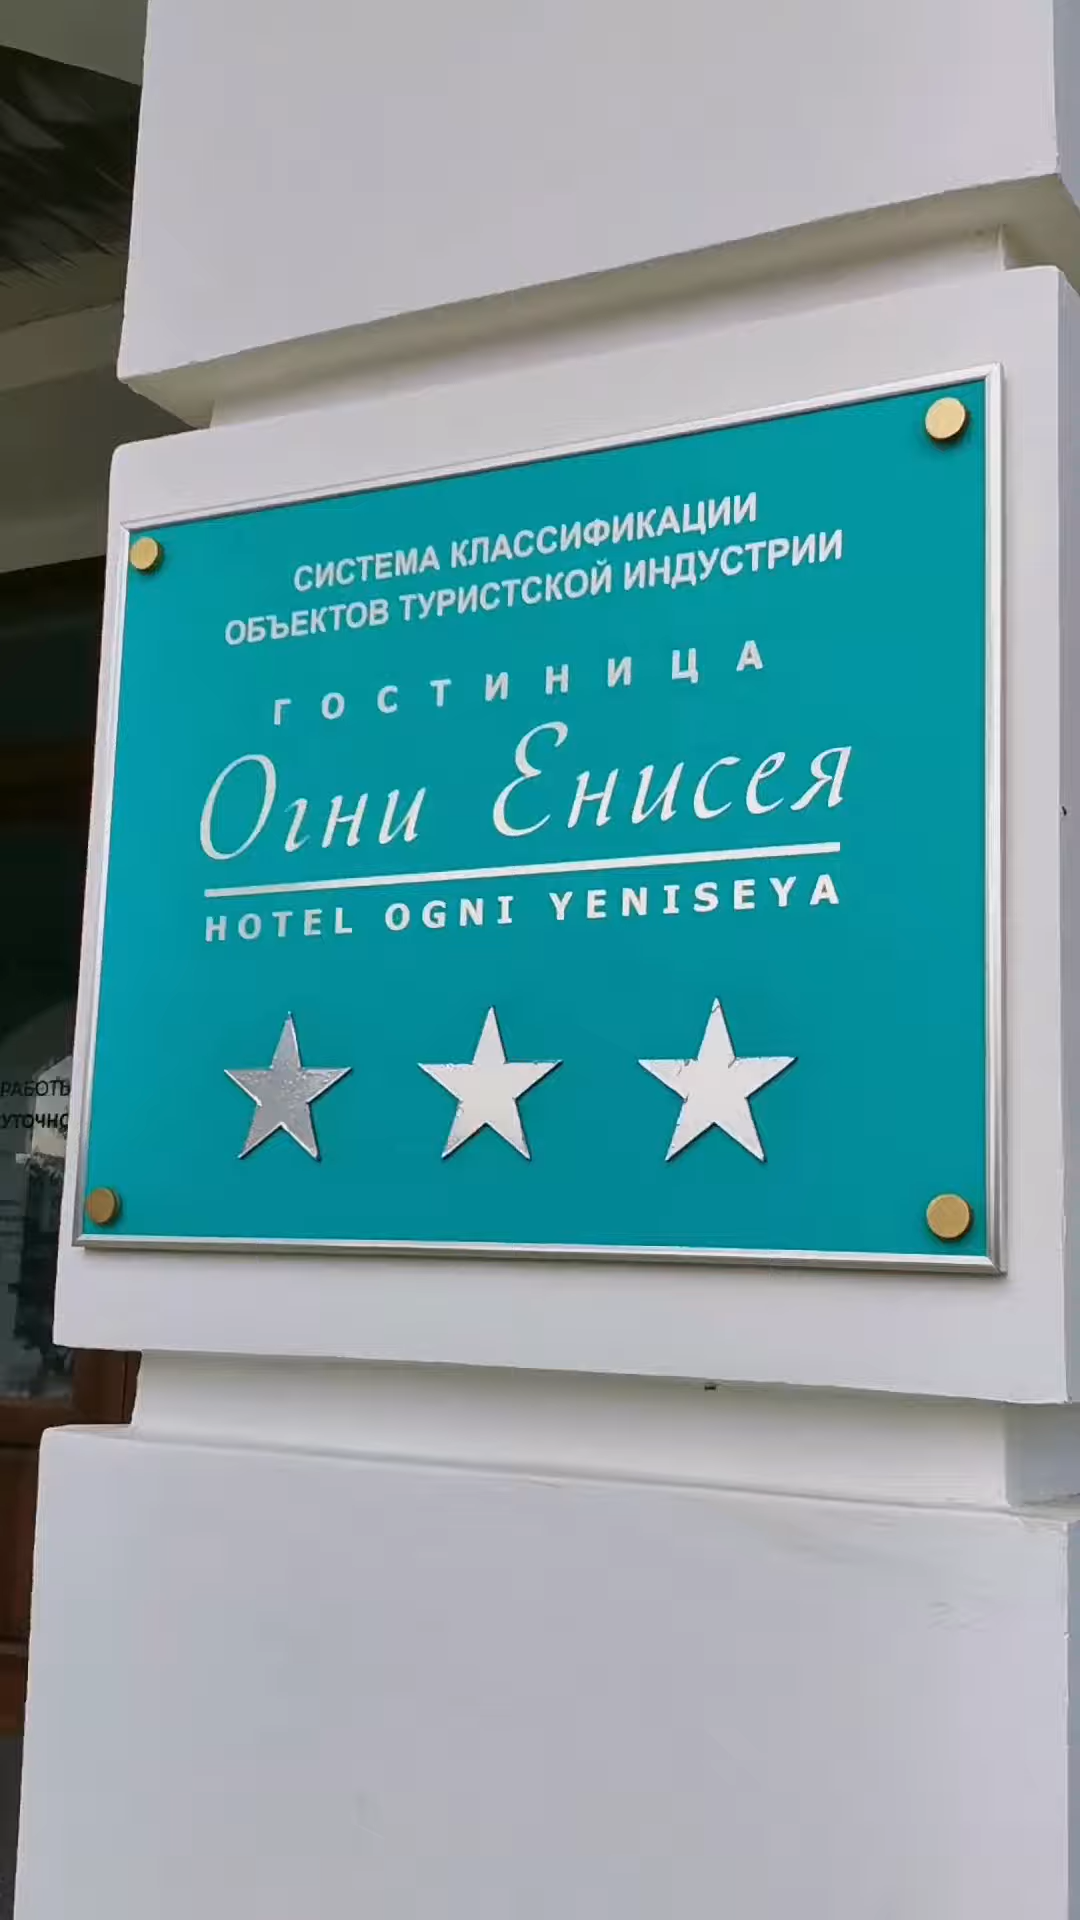 СИСТЕМА КЛАССИФИКАЦИИ
ОБЪЕКТОВ ТУРИСТСКОЙ ИНДУСТРИИ
ГОСТИНИЦА
Огни Енисея
HOTEL OGNI YENISEYA